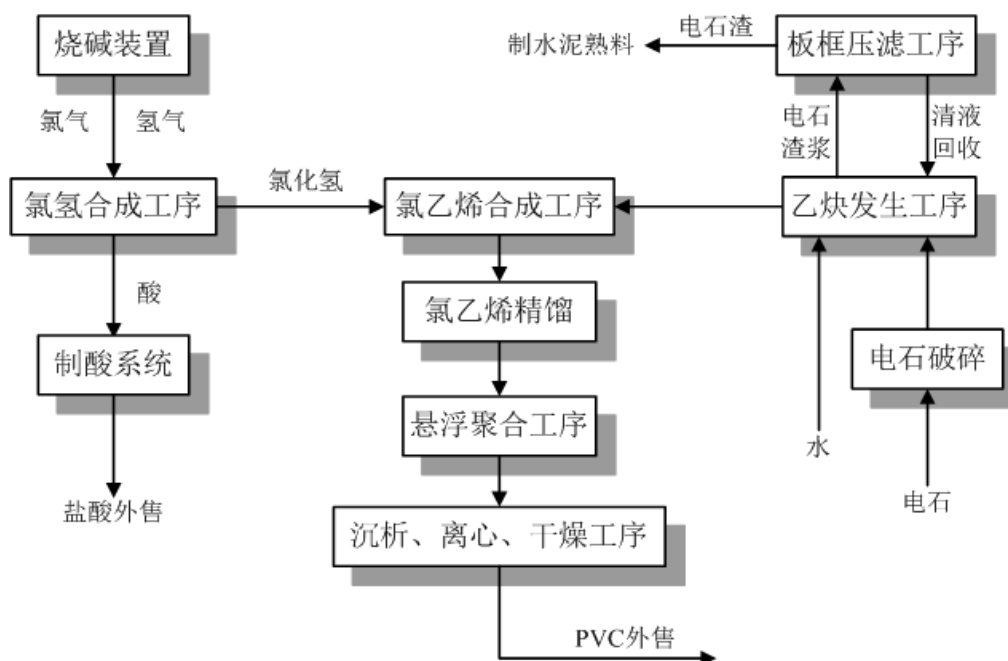 烧碱装置
电石渣
制水泥熟料
板框压滤工序
氯气
氢气
电石
渣浆
清液
回收
氯氢合成工序
氯化氢
氯乙烯合成工序
乙炔发生工序
酸
氯乙烯精馏
制酸系统
电石破碎
悬浮聚合工序
水
盐酸外售
电石
沉析、离心、干燥工序
PVC外售